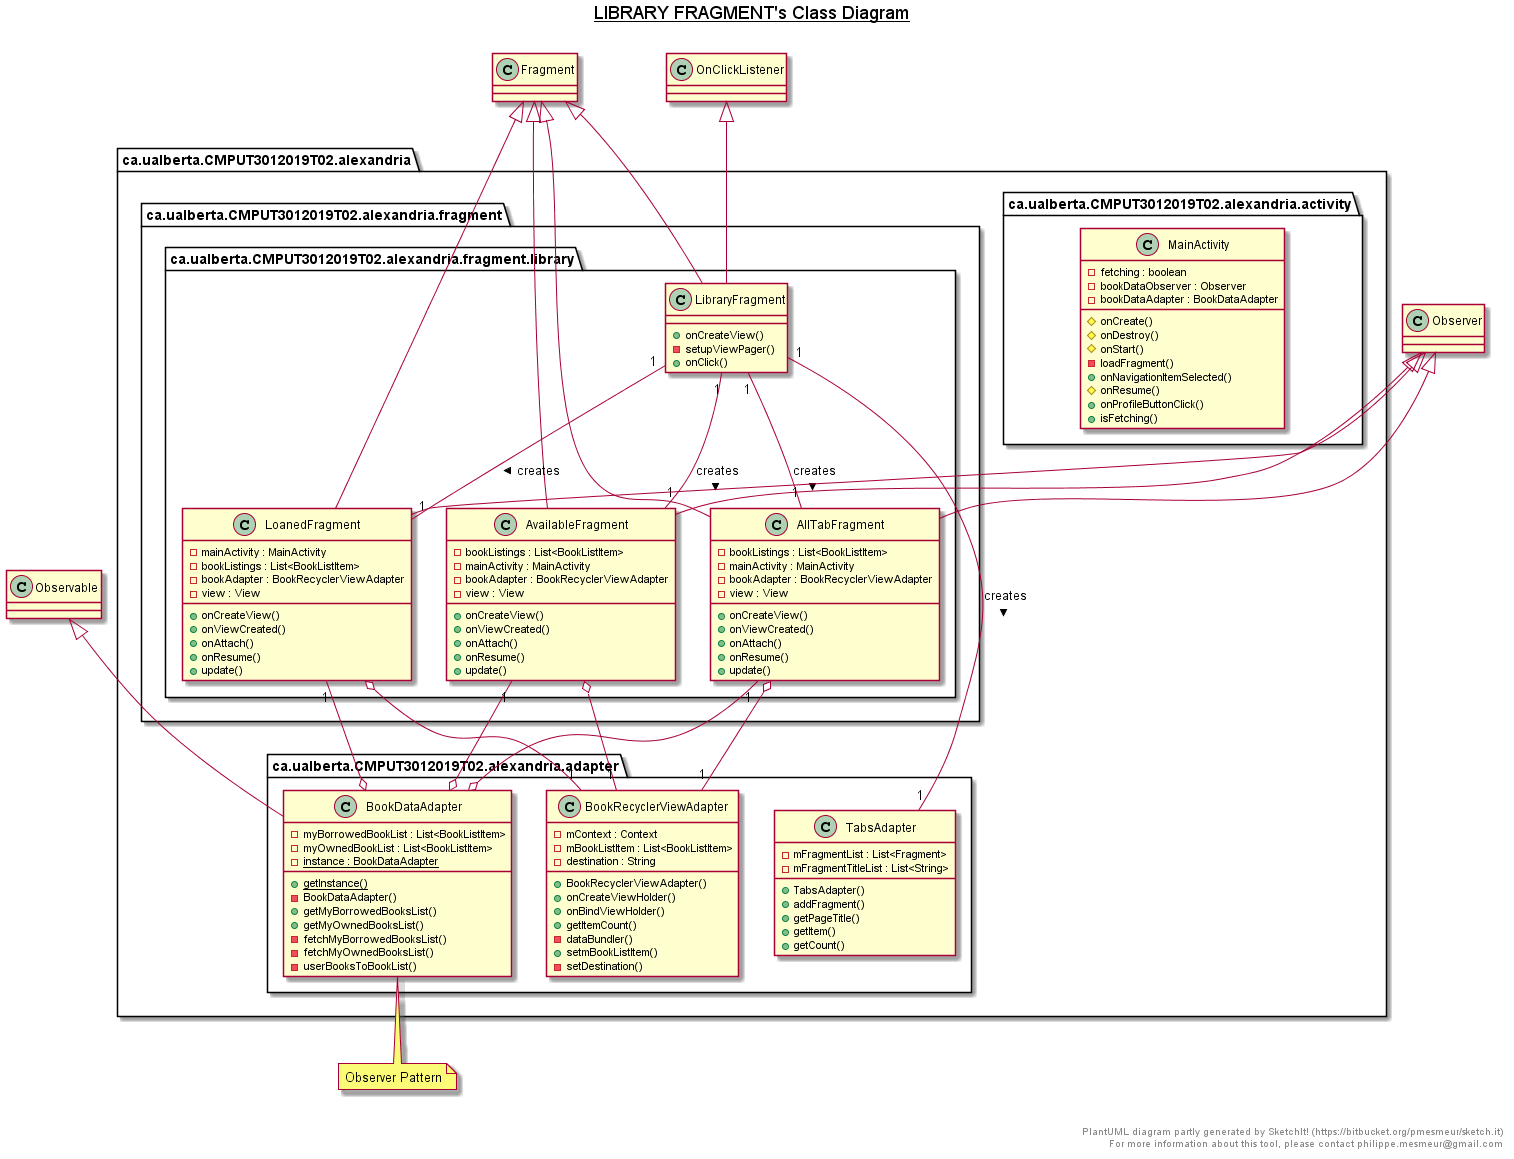 LIBRARY FRAGMENT's Class Diagram
C Fragment
C OnClickListener
ca.ualberta.CMPUT3012019T02.alexandria
ca.ualberta.CMPUT3012019T02.alexandria.activity
C MainActivity
fetching : boolean
bookDataObserver : Observer
bookDataAdapter : BookDataAdapter
onCreate()
onDestroy()
onStart()
loadFragment()
onNavigationItemSelected()
onResume()
onProfileButtonClick()
isFetching()
ca.ualberta.CMPUT3012019T02.alexandria.fragment
ca.ualberta.CMPUT3012019T02.alexandria.fragment.library
C LibraryFragment
onCreateView()
setupViewPager()
onClick()
C Observer
1
1
1
1
creates
creates
creates
creates
1
1
1
C LoanedFragment
mainActivity : MainActivity
bookListings : List<BookListItem>
bookAdapter : BookRecyclerViewAdapter
view : View
onCreateView()
onViewCreated()
onAttach()
onResume()
update()
C AvailableFragment
bookListings : List<BookListItem>
mainActivity : MainActivity
bookAdapter : BookRecyclerViewAdapter
view : View
onCreateView()
onViewCreated()
onAttach()
onResume()
update()
C AllTabFragment
bookListings : List<BookListItem>
mainActivity : MainActivity
bookAdapter : BookRecyclerViewAdapter
view : View
onCreateView()
onViewCreated()
onAttach()
onResume()
update()
C Observable
1
1
1
ca.ualberta.CMPUT3012019T02.alexandria.adapter
1
1
1
1
C BookDataAdapter
myBorrowedBookList : List<BookListItem>
myOwnedBookList : List<BookListItem>
instance : BookDataAdapter
getInstance()
BookDataAdapter()
getMyBorrowedBooksList()
getMyOwnedBooksList()
fetchMyBorrowedBooksList()
fetchMyOwnedBooksList()
userBooksToBookList()
C BookRecyclerViewAdapter
mContext : Context
mBookListItem : List<BookListItem>
destination : String
BookRecyclerViewAdapter()
onCreateViewHolder()
onBindViewHolder()
getItemCount()
dataBundler()
setmBookListItem()
setDestination()
C TabsAdapter
mFragmentList : List<Fragment>
mFragmentTitleList : List<String>
TabsAdapter()
addFragment()
getPageTitle()
getItem()
getCount()
Observer Pattern
PlantUML diagram partly generated by SketchIt! (https://bitbucket.org/pmesmeur/sketch.it)
For more information about this tool, please contact philippe.mesmeur@gmail.com